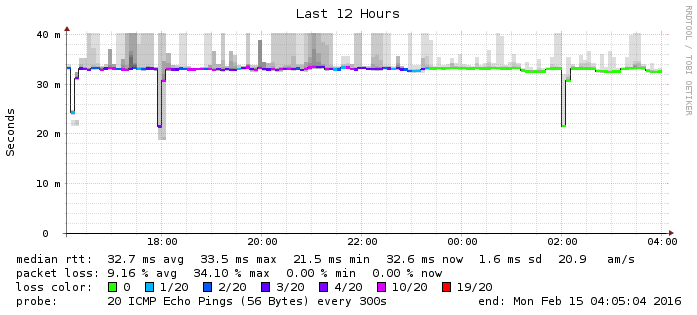 Last 12 Hours
RRDTOOL / TOBI OETIKER
Seconds
40 m
30 m
20 m
10 m
0
18:00 20:00 22:00 00:00 02:00 04:00
median rtt: 32.7 ms avg 33.5 ms max 21.5 ms min 32.6 ms now 1.6 ms sd 20.9 am/s
packet loss: 9.16 % avg 34.10 % max 0.00 % min 0.00 % now
loss color: 0 1/20 2/20 3/20 4/20 10/20 19/20
probe: 20 ICMP Echo Pings (56 Bytes) every 300s end: Mon Feb 15 04:05:04 2016